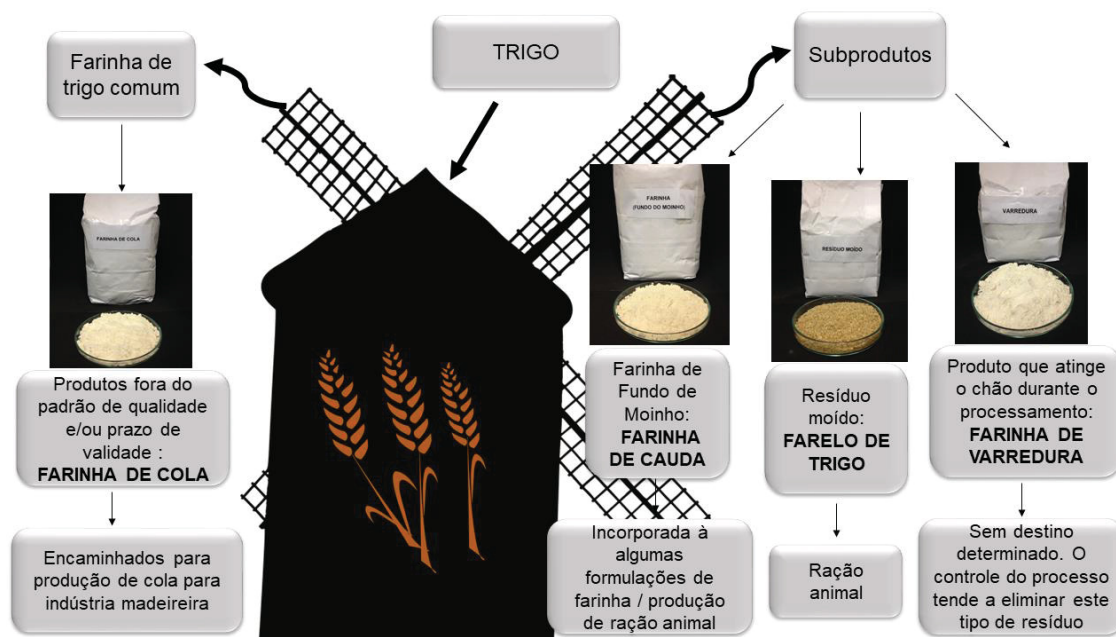 Farinha de
trigo comum
TRIGO
Subprodutos
FARINHA DE COLA
FARINHA
(FUNDO DO MOINHO)
RESÍDUO MOÍDO
VARREDURA
Produtos fora do
padrão de qualidade
e/ou prazo de
validade :
FARINHA DE COLA
Farinha de
Fundo de
Moinho:
FARINHA
DE CAUDA
Resíduo
moído:
FARELO DE
TRIGO
Produto que atinge
o chão durante o
processamento:
FARINHA DE
VARREDURA
Encaminhados para
produção de cola para
indústria madeireira
Incorporada à
algumas
formulações de
farinha / produção
de ração animal
Ração
animal
Sem destino
determinado. O
controle do processo
tende a eliminar este
tipo de resíduo